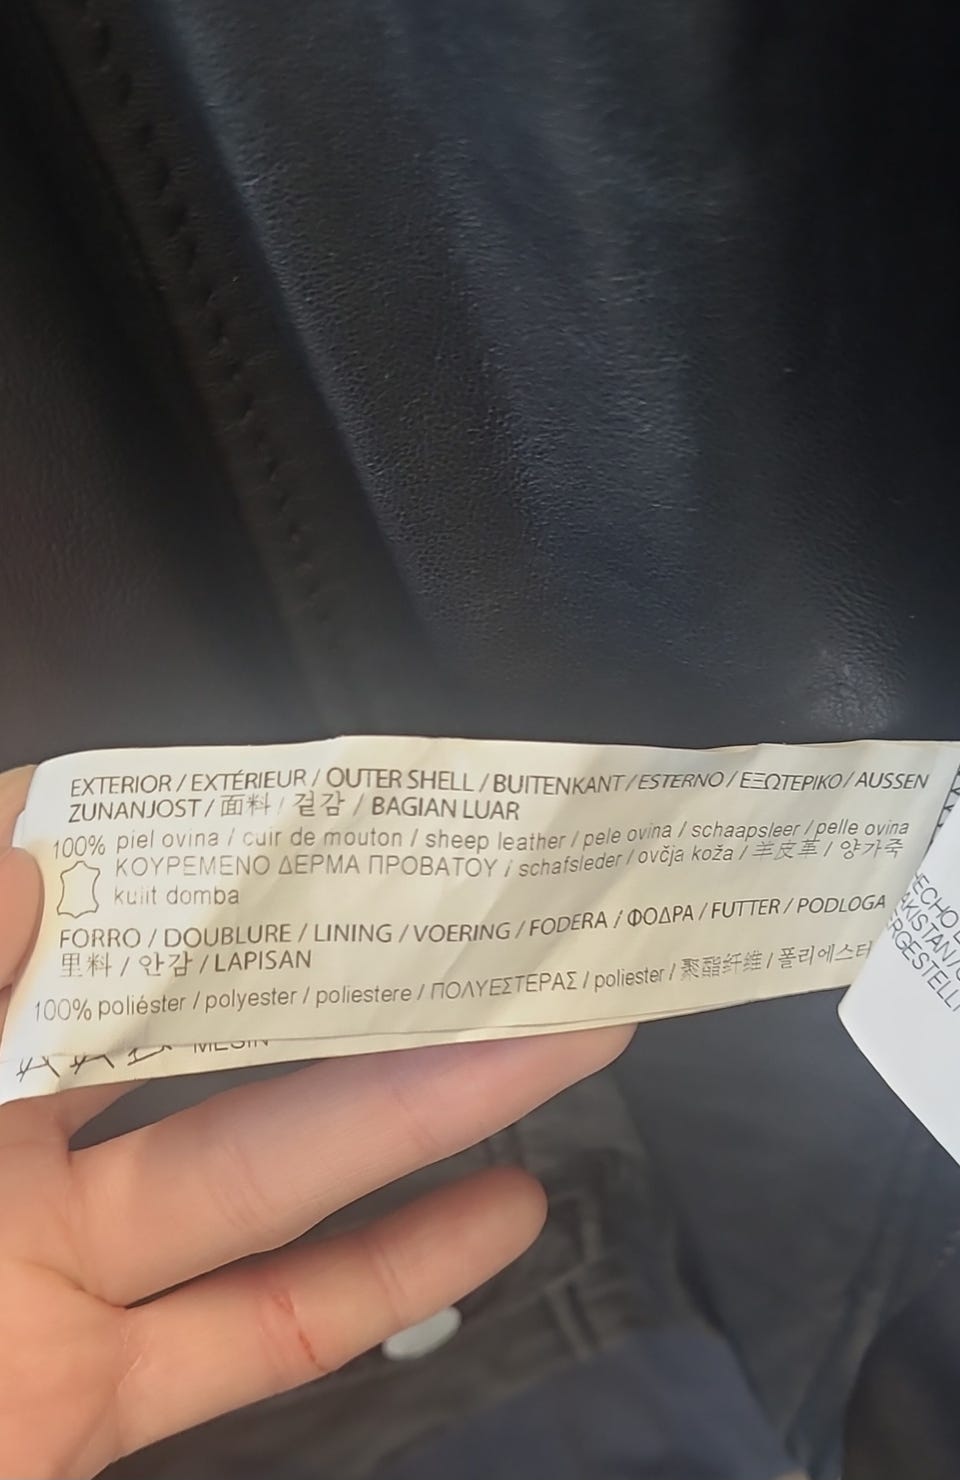 EXTERIOR / EXTÉRIEUR / OUTER SHELL / BUITENKANT / ESTERNO / ΕΞΩΤΕΡΙΚΟ / AUSSEN
ZUNANJOST / 面料 / 겉감 / BAGIAN LUAR
100% piel ovina / cuir de mouton / sheep leather / pele ovina / schaapsleer / pelle ovina
ΚΟΥΡΕΜΕΝΟ ΔΕΡΜΑ ΠΡΟΒΑΤΟΥ / schafsleder / ovčja koža / 羊皮革 / 양가죽
kulit domba
FORRO / DOUBLURE / LINING / VOERING / FODERA / ΦΟΔΡΑ / FUTTER / PODLOGA
里料 / 안감 / LAPISAN
100% poliéster / polyester / poliestere / ΠΟΛΥΕΣΤΕΡΑΣ / poliester / 聚酯纤维 / 폴리에스터
MESIN